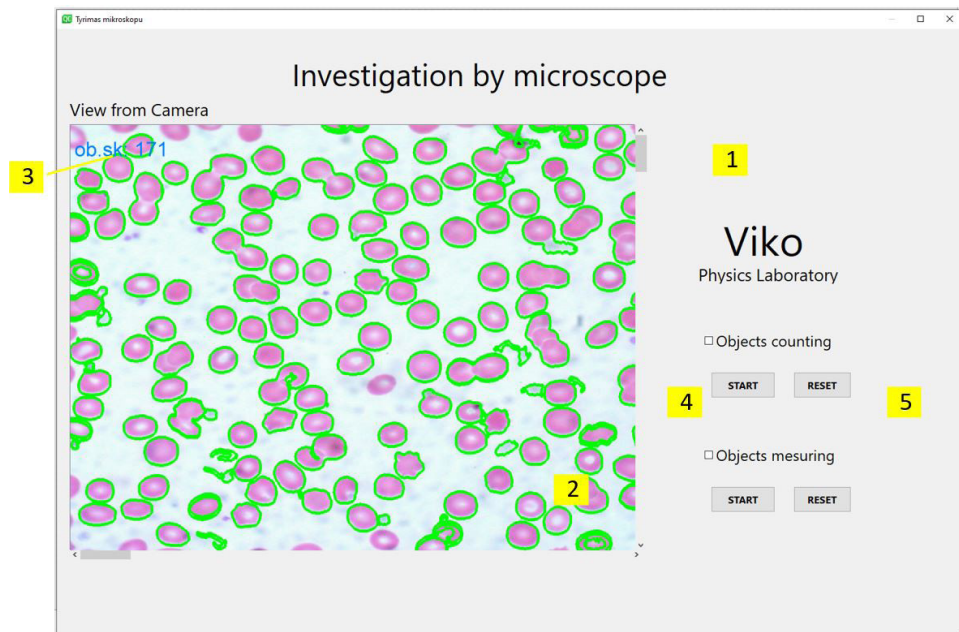 Tyrimas mikroskopu
Investigation by microscope
View from Camera
ob.sk: 171
3
1
Viko
Physics Laboratory
Objects counting
START RESET
4
5
Objects mesuring
2
START RESET